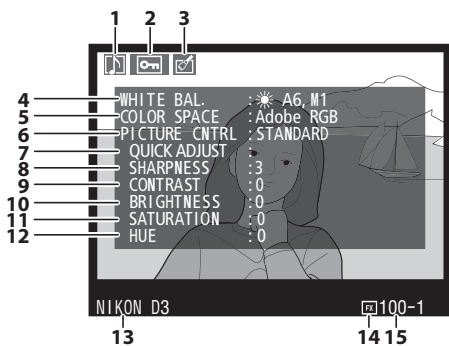 1 2 3
4 WHITE BAL. : A6, M1
5 COLOR SPACE :Adobe RGB
6 PICTURE CNTRL :STANDARD
7 QUICK ADJUST :
8 SHARPNESS :3
9 CONTRAST :0
10 BRIGHTNESS :0
11 SATURATION :0
12 HUE :0
NIKON D3 FX 100-1
13 14 15